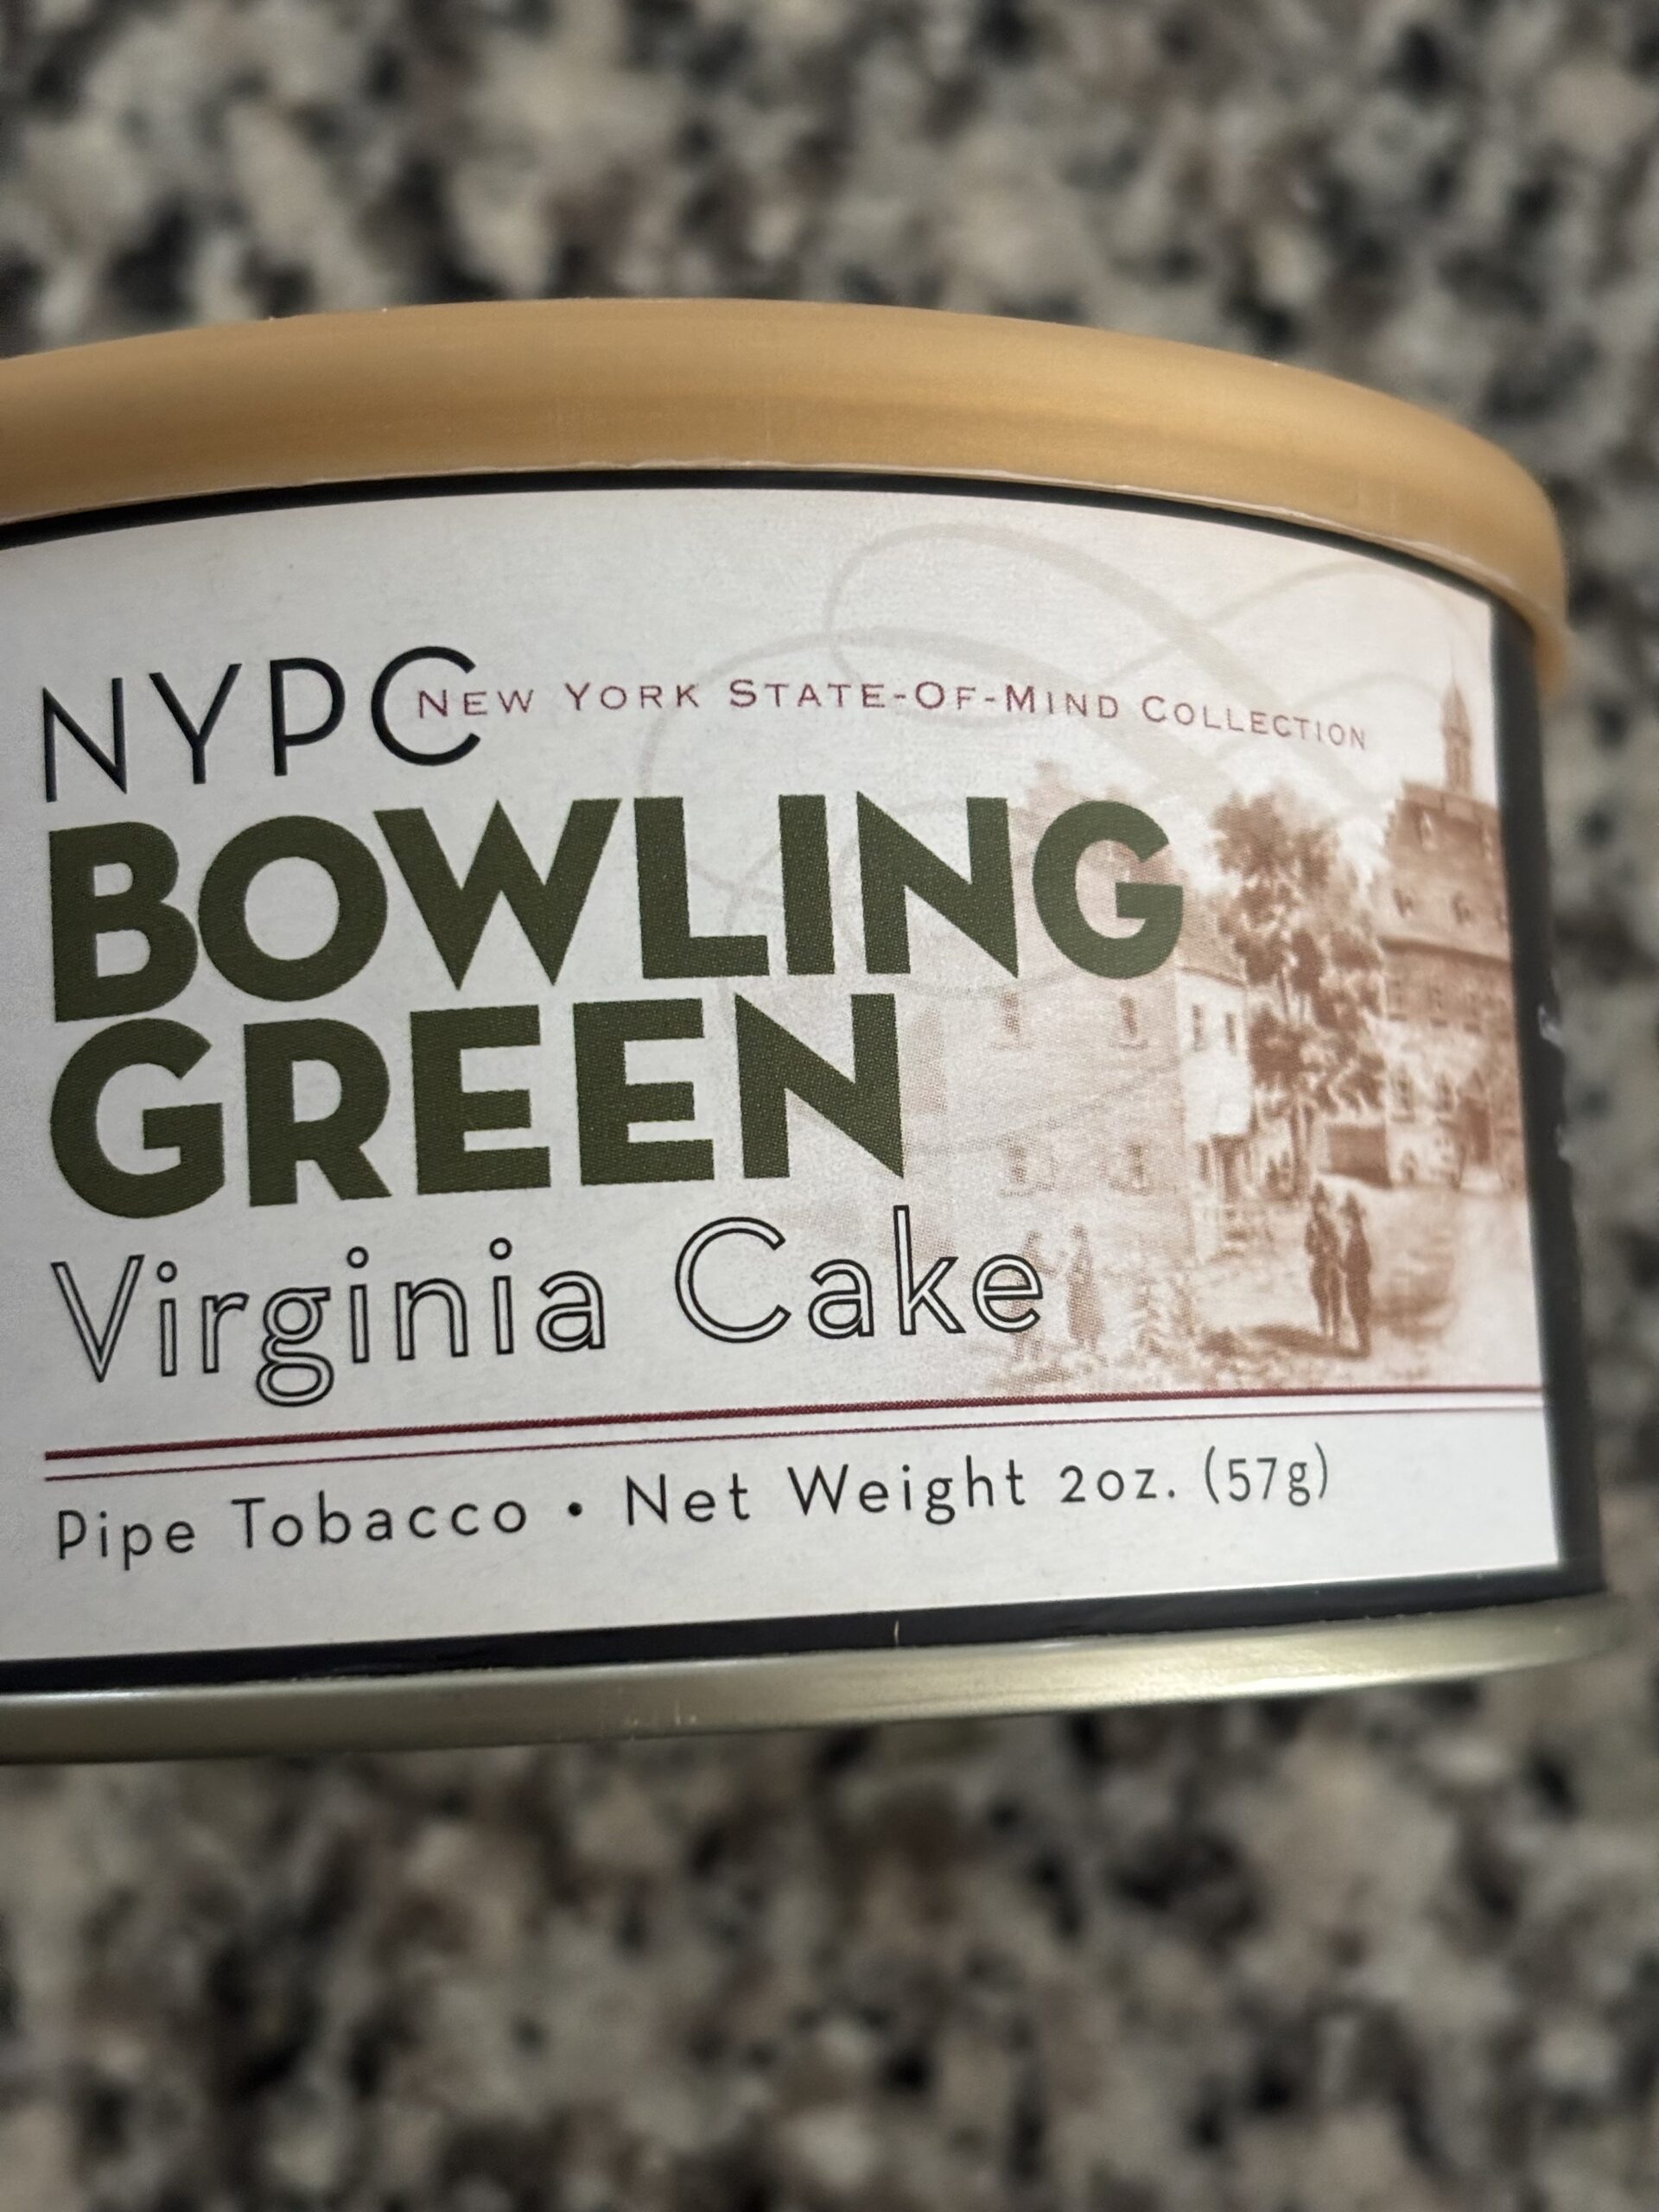 NYPC NEW YORK STATE-OF-MIND COLLECTION
BOWLING
GREEN
Virginia Cake
Pipe Tobacco • Net Weight 2oz. (57g)